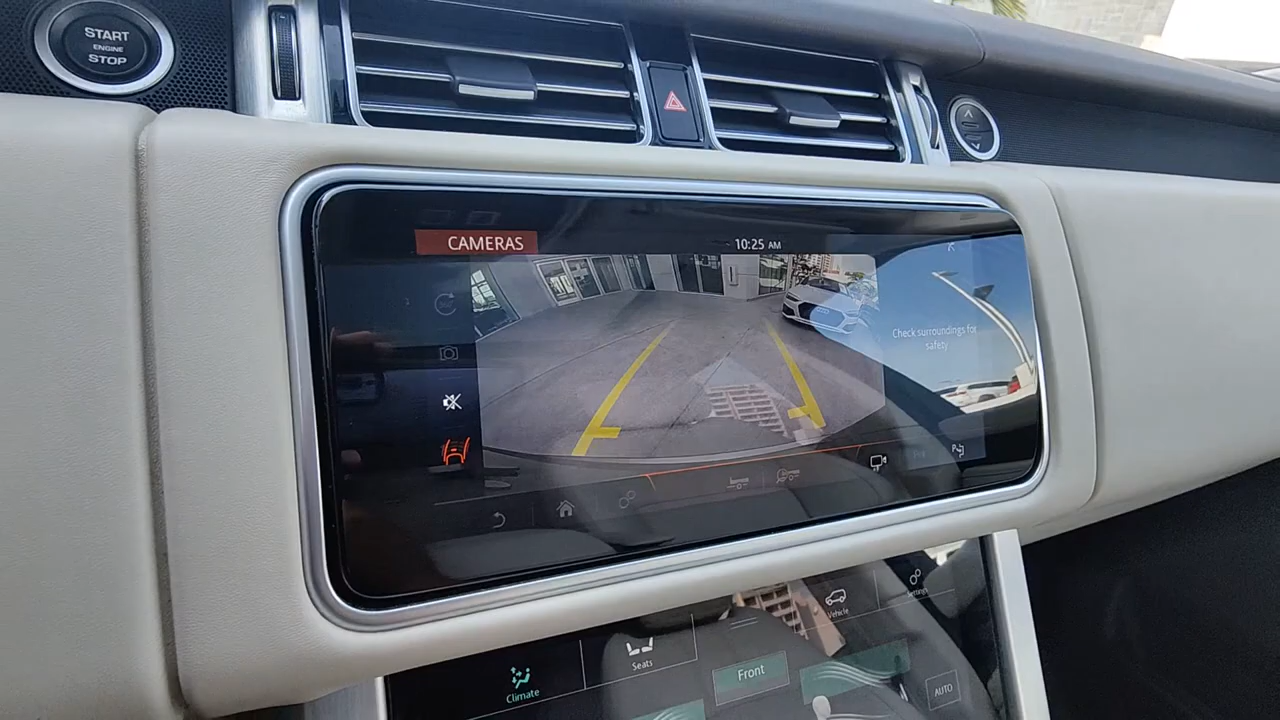 START
ENGINE
STOP
CAMERAS
10:25 AM
Check surroundings for
safety
Vehicle
Settings
Seats
Climate
Front
AUTO